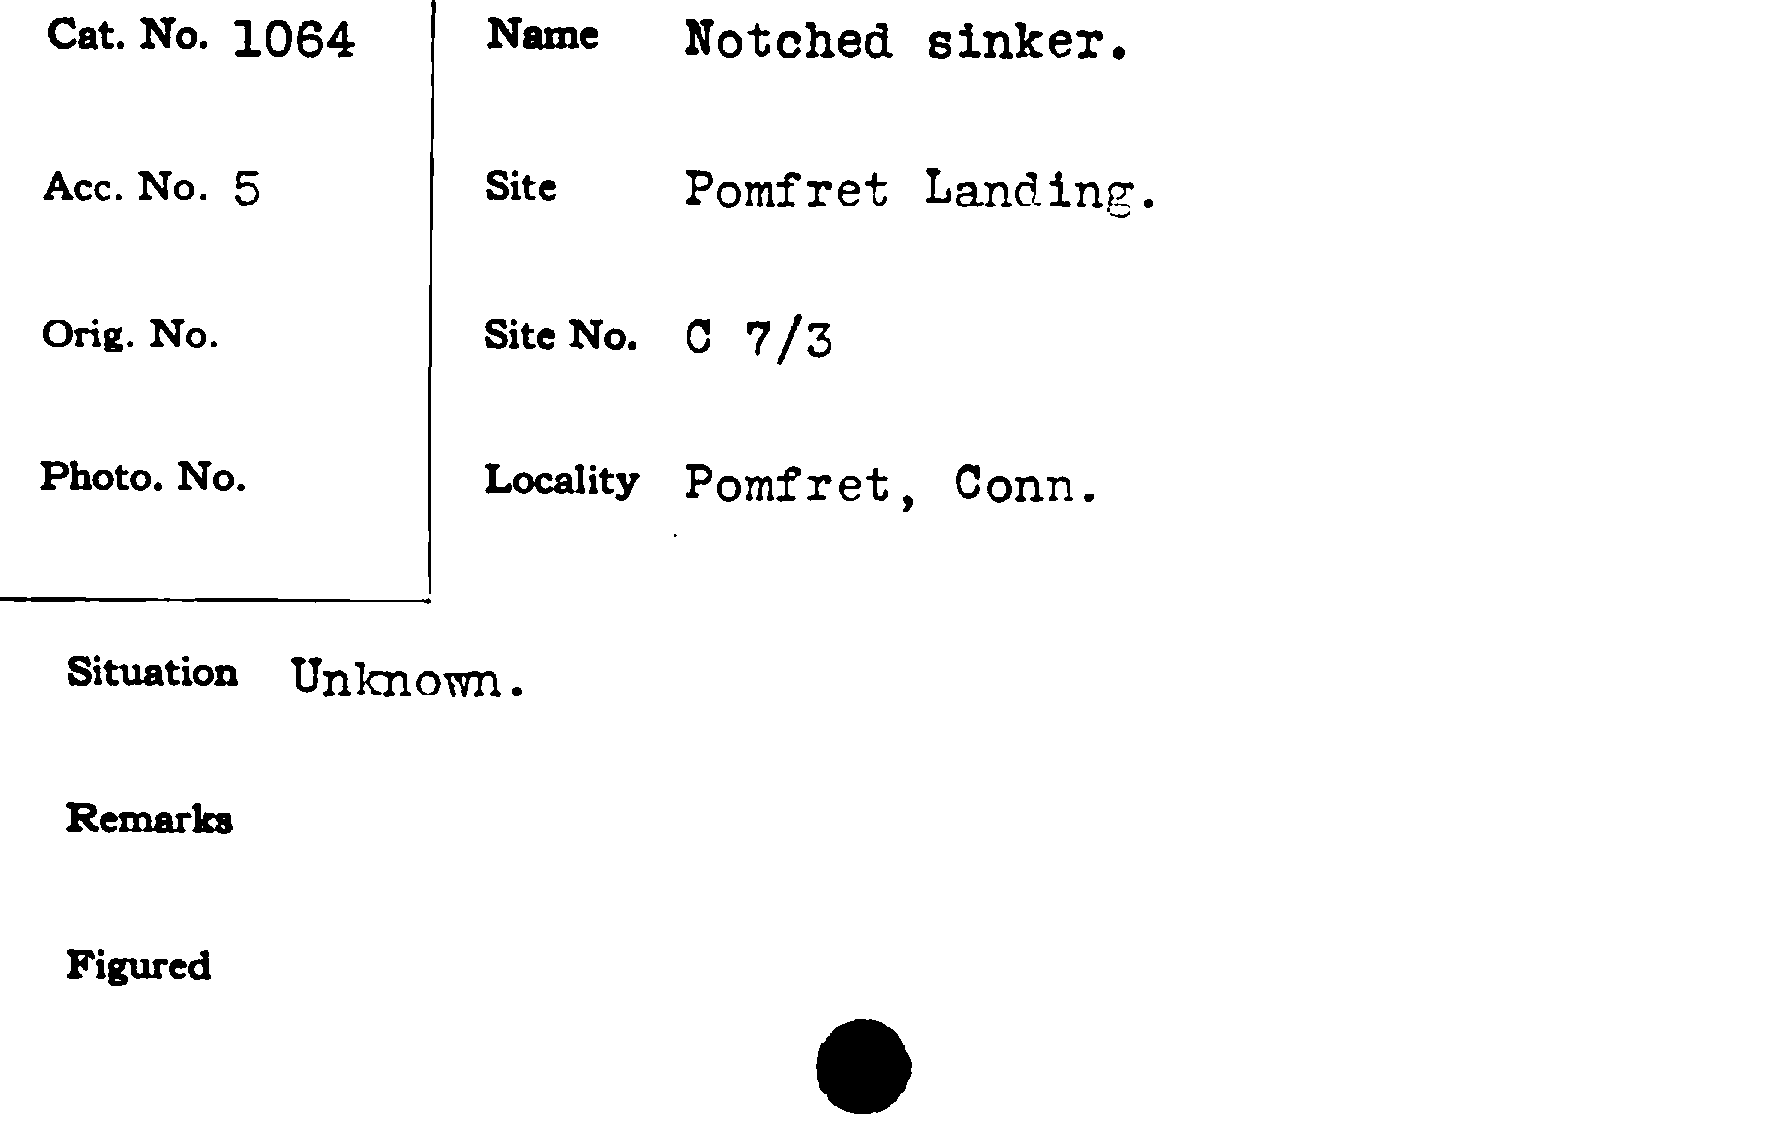 Cat. No. 1064
Acc. No. 5
Orig. No.
Photo. No.
Name Notched sinker.
Site Pomfret Landing.
Site No. C 7/3
Locality Pomfret, Conn.
Situation Unknown.
Remarks
Figured